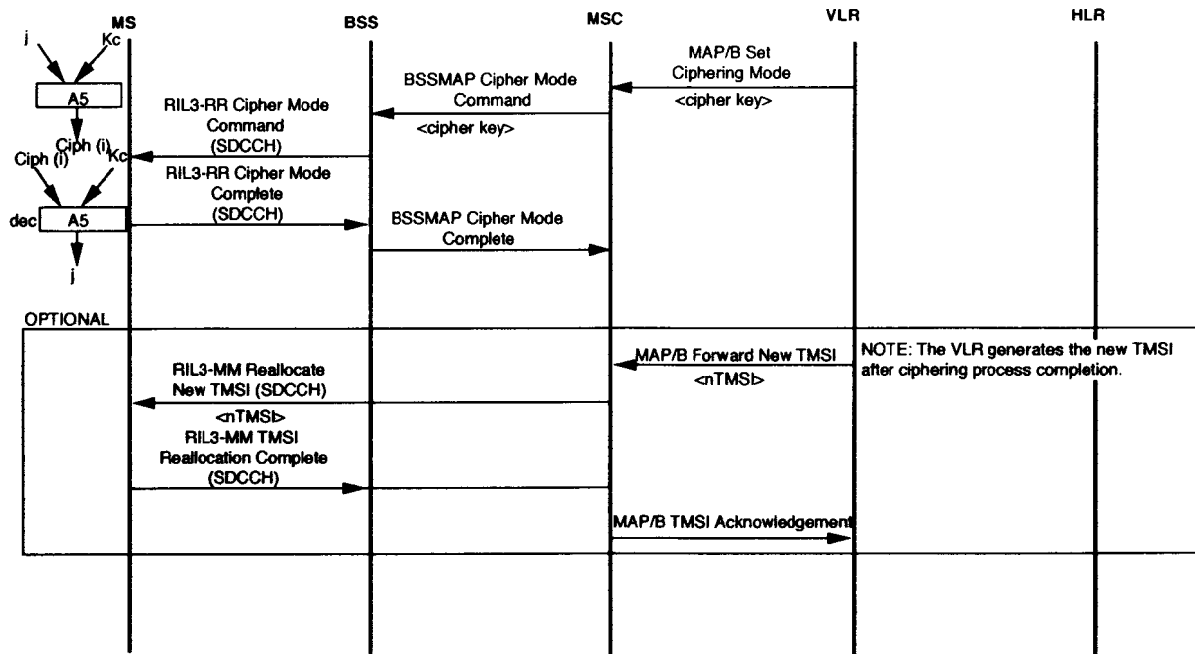 MS
BSS
MSC
VLR
HLR
j
Kc
A5
Ciph (i)
Ciph (i)
Kc
dec
A5
j
MAP/B Set
Ciphering Mode
<cipher key>
BSSMAP Cipher Mode
Command
<cipher key>
RIL3-RR Cipher Mode
Command
(SDCCH)
RIL3-RR Cipher Mode
Complete
(SDCCH)
BSSMAP Cipher Mode
Complete
OPTIONAL
MAP/B Forward New TMSI
<nTMSI>
NOTE: The VLR generates the new TMSI
after ciphering process completion.
RIL3-MM Reallocate
New TMSI (SDCCH)
<nTMSI>
RIL3-MM TMSI
Reallocation Complete
(SDCCH)
MAP/B TMSI Acknowledgement